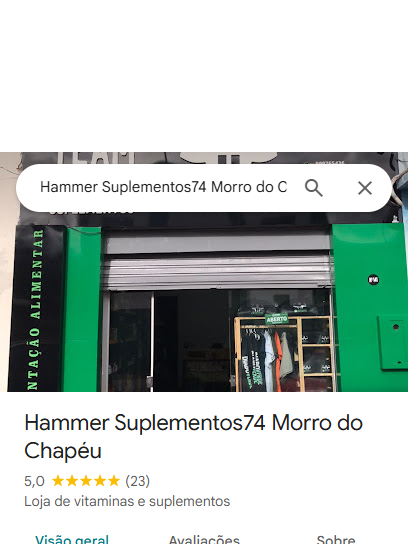 TEAM
Hammer Suplementos74 Morro do C
NTAÇÃO ALIMENTAR
ABERTO
Hammer Suplementos74 Morro do
Chapéu
5,0 (23)
Loja de vitaminas e suplementos
Visão geral Avaliações Sobre